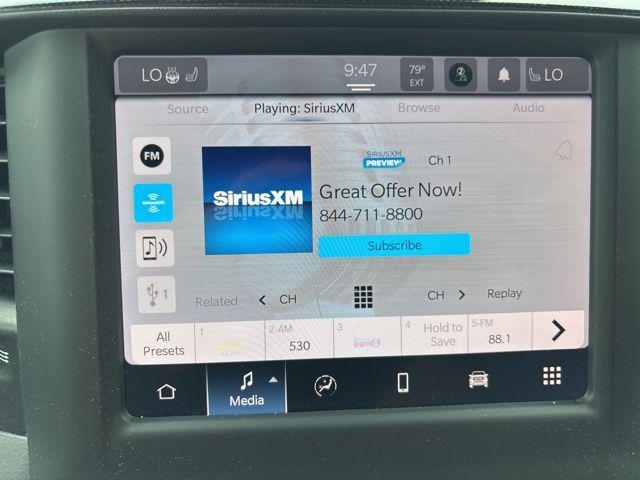 LO
9:47
79°
EXT
2
LO
Source
Playing: SiriusXM
Browse
Audio
FM
SiriusXM
SiriusXM
SIRIUSXM
PREVIEW
Ch 1
Great Offer Now!
844-711-8800
Subscribe
1
Related
CH
CH
Replay
All
Presets
1
2-AM
530
3
4
Hold to
Save
5-FM
88.1
Media